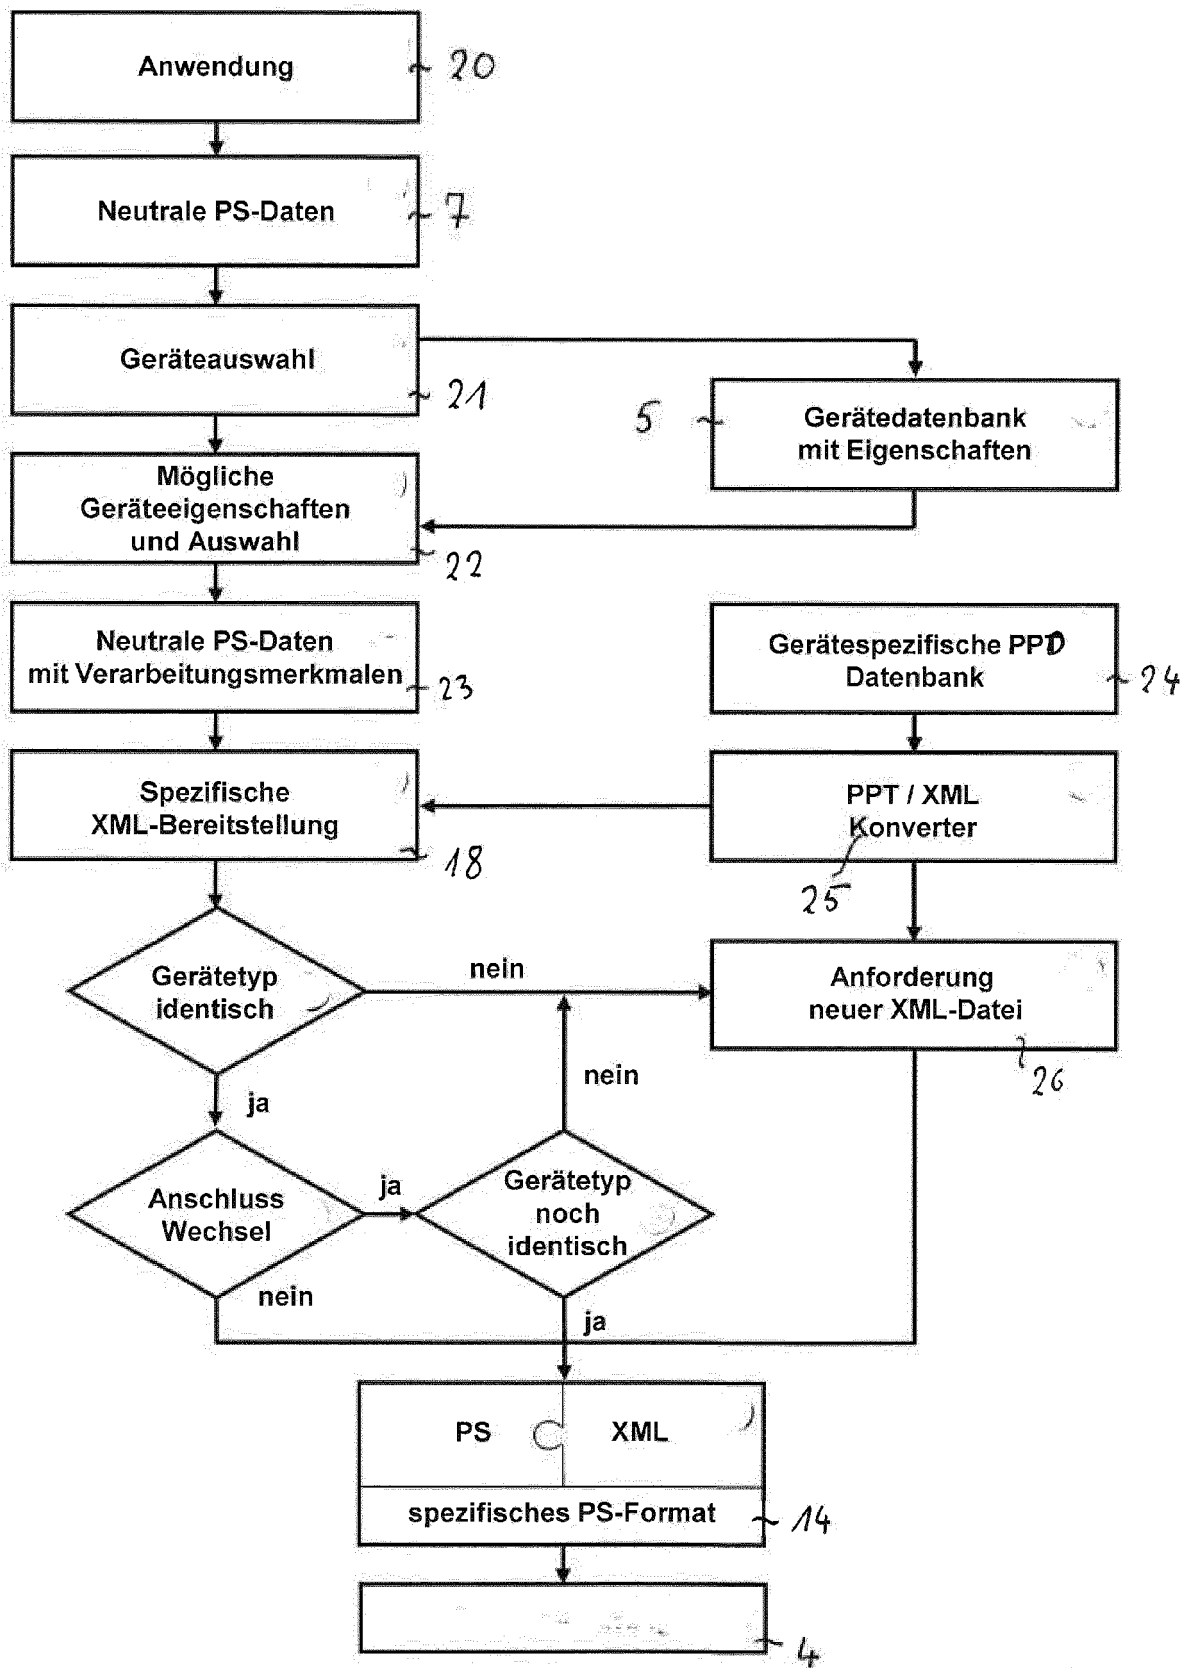 Anwendung
20
Neutrale PS-Daten
7
Geräteauswahl
21
5
Gerätedatenbank
mit Eigenschaften
Mögliche
Geräteeigenschaften
und Auswahl
22
Neutrale PS-Daten
mit Verarbeitungsmerkmalen
23
Gerätespezifische PPD
Datenbank
24
Spezifische
XML-Bereitstellung
18
PPT / XML
Konverter
25
Gerätetyp
identisch
nein
Anforderung
neuer XML-Datei
26
ja
nein
Anschluss
Wechsel
ja
Gerätetyp
noch
identisch
nein
ja
PS
XML
spezifisches PS-Format
14
4